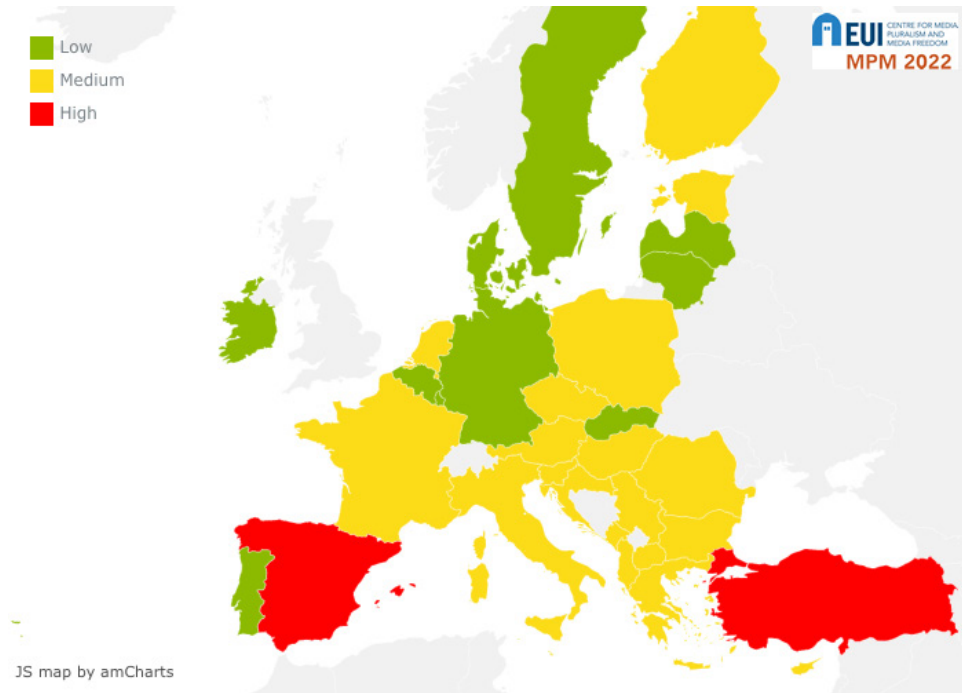 Low
Medium
High
EUI
CENTRE FOR MEDIA
PLURALISM AND
MEDIA FREEDOM
MPM 2022
JS map by amCharts